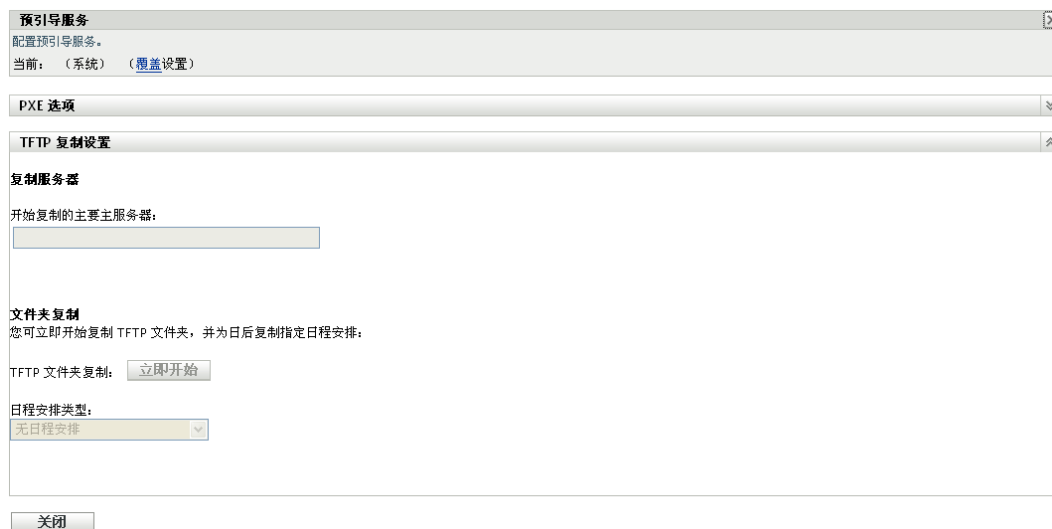 预引导服务
配置预引导服务。
当前： （系统） （覆盖设置）
PXE 选项
TFTP 复制设置
复制服务器
开始复制的主要主服务器：
文件夹复制
您可立即开始复制 TFTP 文件夹，并为日后复制指定日程安排：
TFTP 文件夹复制： 立即开始
日程安排类型：
无日程安排
关闭